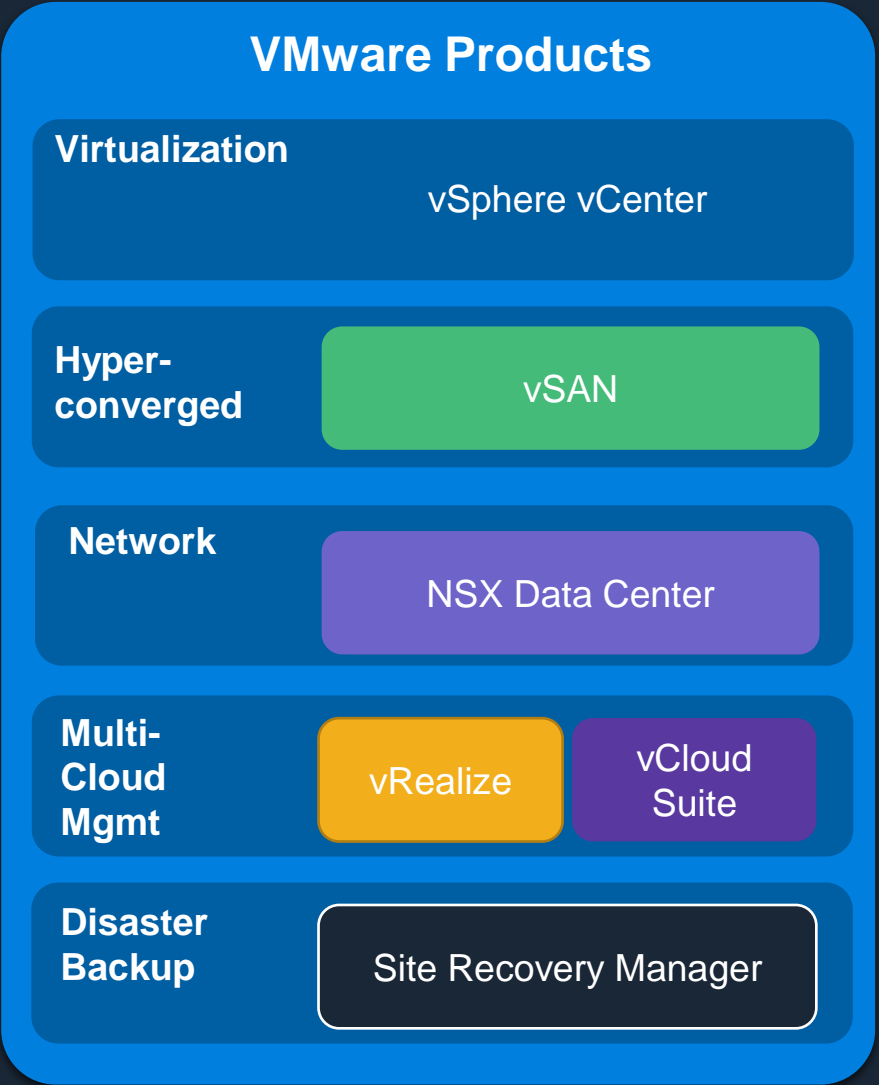 VMware Products
Virtualization
vSphere vCenter
Hyper-
converged
vSAN
Network
NSX Data Center
Multi-
Cloud
Mgmt
vRealize
vCloud
Suite
Disaster
Backup
Site Recovery Manager